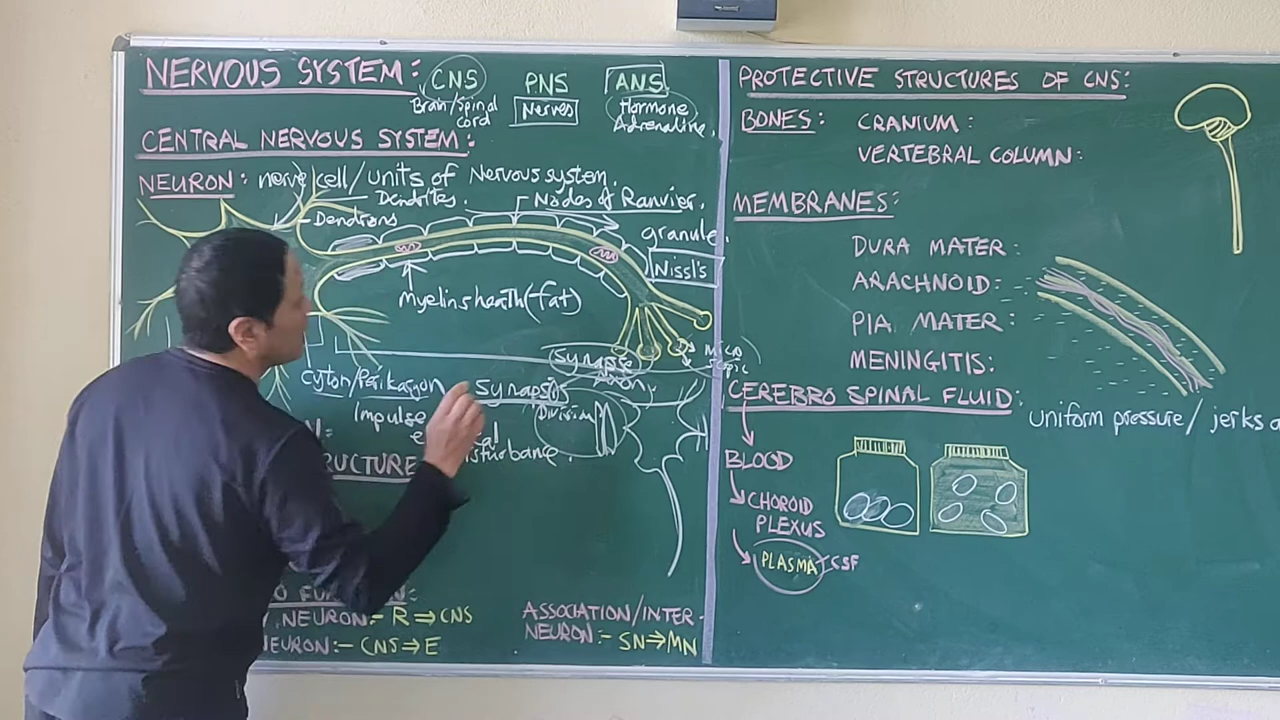 NERVOUS SYSTEM: CNS PNS ANS
Brain/Spinal cord Nerves Hormone Adrenaline.
CENTRAL NERVOUS SYSTEM:
NEURON: nerve cell/units of Nervous system.
Dendrites. Nodes of Ranvier.
Dendrons
granule.
Nissl's
myelinsheath(fat)
synapse
Axon
Cyton/Perikaryon
Impulse
Division
disturbance.
RUCTURE
NEURON:- R⇒CNS
NEURON:- CNS⇒E
ASSOCIATION/INTER-
NEURON:- SN⇒MN
PROTECTIVE STRUCTURES OF CNS:
BONES: CRANIUM:
VERTEBRAL COLUMN:
MEMBRANES:
DURA MATER:
ARACHNOID:
PIA MATER:
MENINGITIS:
CEREBRO SPINAL FLUID:
uniform pressure/ jerks
BLOOD
CHOROID
PLEXUS
PLASMA CSF